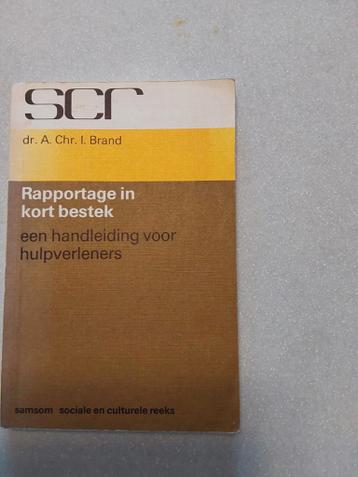 scr
dr. A. Chr. I. Brand
Rapportage in
kort bestek
een handleiding voor
hulpverleners
samsom sociale en culturele reeks